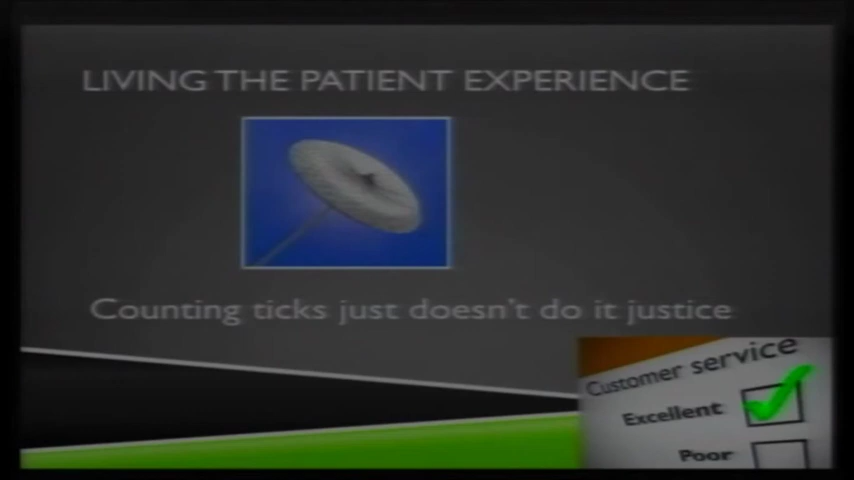 LIVING THE PATIENT EXPERIENCE
Counting ticks just doesn't do it justice
Customer service
Excellent
Poor